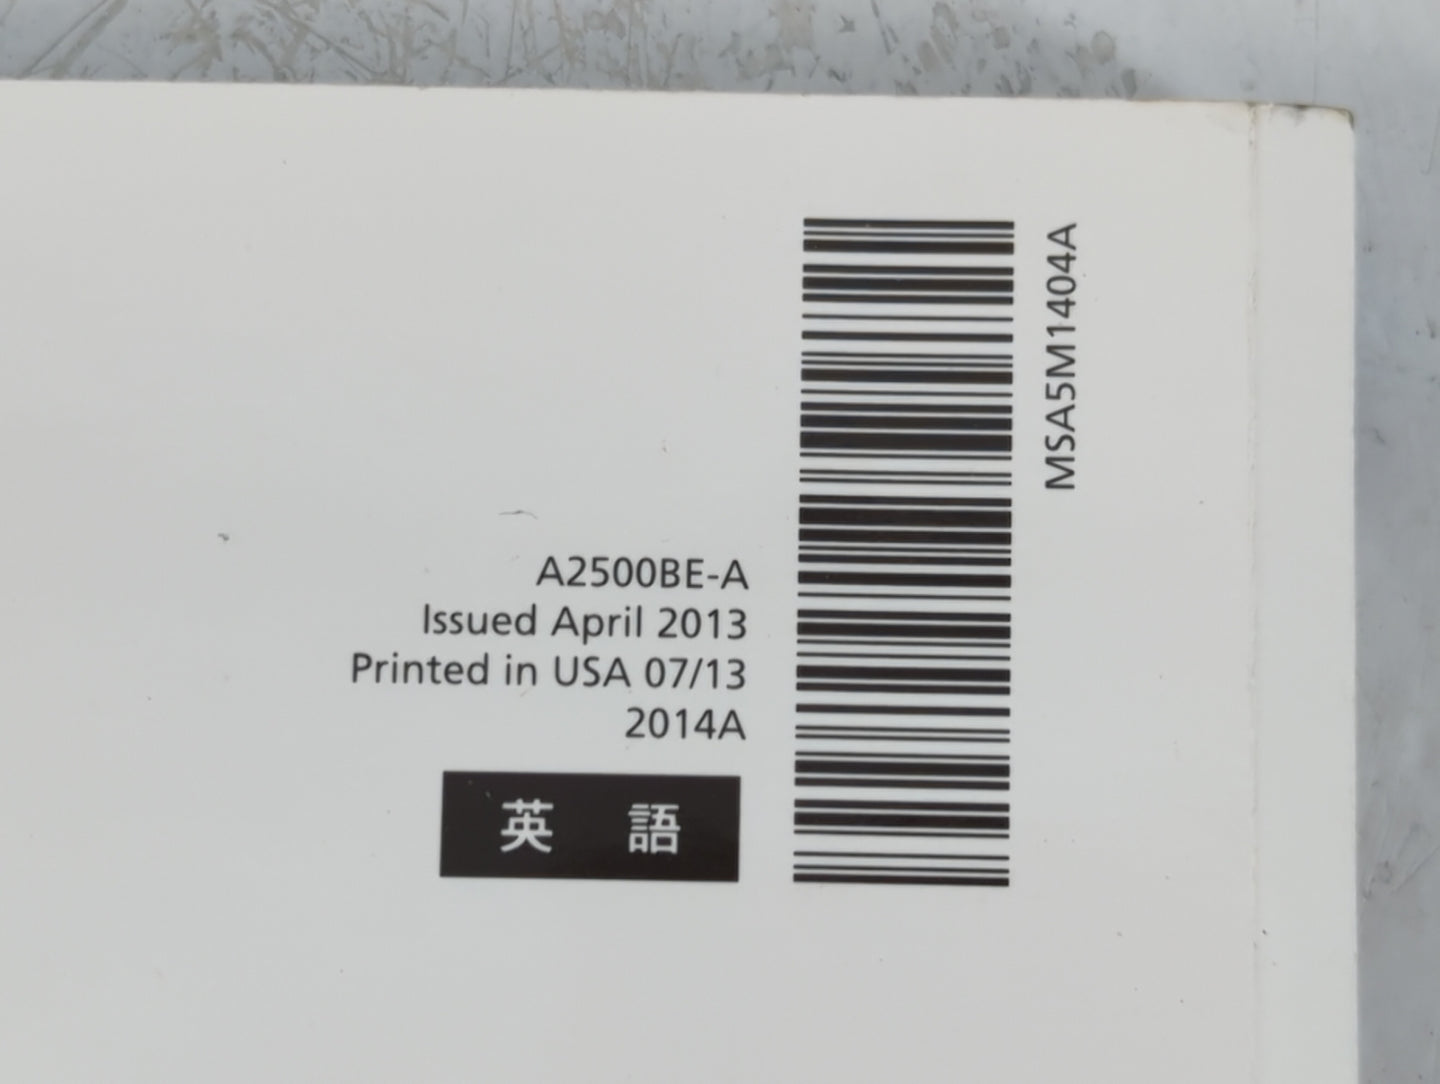 MSA5M1404A
A2500BE-A
Issued April 2013
Printed in USA 07/13
2014A
英 語